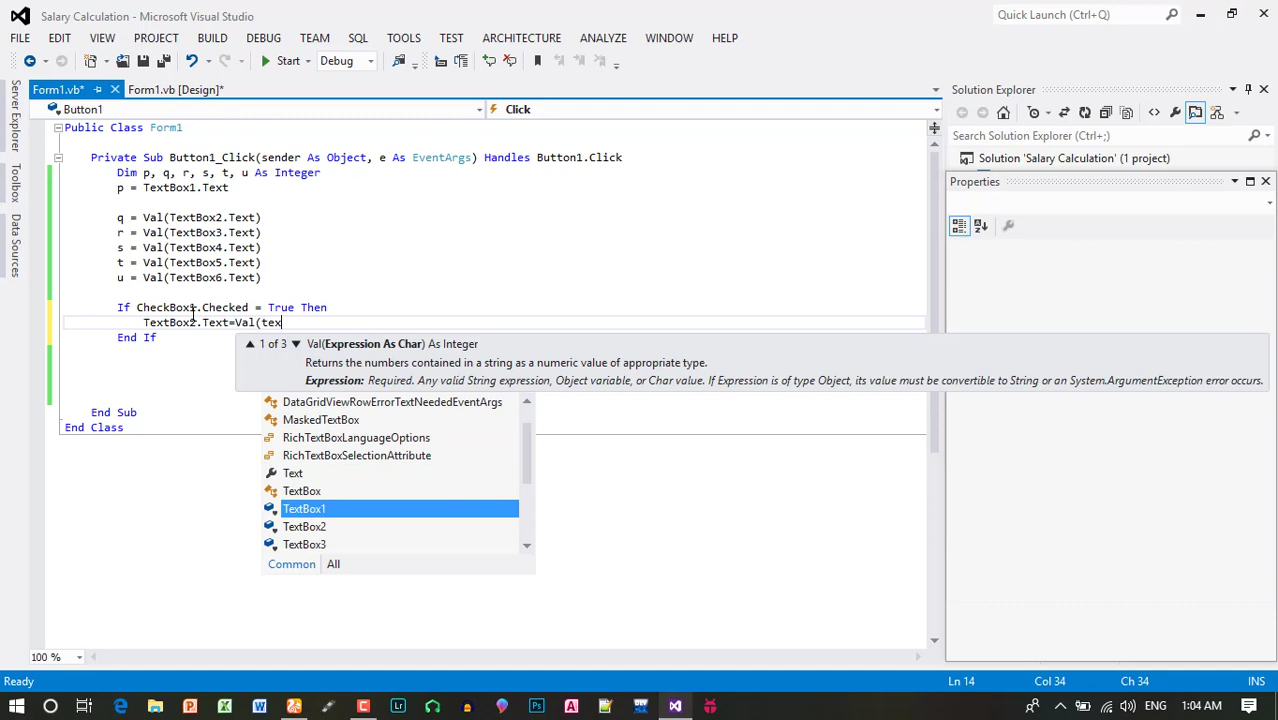 Salary Calculation - Microsoft Visual Studio
Quick Launch (Ctrl+Q)
FILE EDIT VIEW PROJECT BUILD DEBUG TEAM SQL TOOLS TEST ARCHITECTURE ANALYZE WINDOW HELP
Start Debug
Form1.vb* Form1.vb [Design]*
Button1 Click
Server Explorer
Toolbox
Data Sources
Public Class Form1
Private Sub Button1_Click(sender As Object, e As EventArgs) Handles Button1.Click
Dim p, q, r, s, t, u As Integer
p = TextBox1.Text
q = Val(TextBox2.Text)
r = Val(TextBox3.Text)
s = Val(TextBox4.Text)
t = Val(TextBox5.Text)
u = Val(TextBox6.Text)
If CheckBox1.Checked = True Then
TextBox2.Text=Val(tex
End If
1 of 3 Val(Expression As Char) As Integer
Returns the numbers contained in a string as a numeric value of appropriate type.
Expression: Required. Any valid String expression, Object variable, or Char value. If Expression is of type Object, its value must be convertible to String or an System.ArgumentException error occurs.
DataGridViewRowErrorTextNeededEventArgs
MaskedTextBox
RichTextBoxLanguageOptions
RichTextBoxSelectionAttribute
Text
TextBox
TextBox1
TextBox2
TextBox3
Common All
End Sub
End Class
100 %
Solution Explorer
Search Solution Explorer (Ctrl+;)
Solution 'Salary Calculation' (1 project)
Properties
Ready Ln 14 Col 34 Ch 34 INS
ENG 1:04 AM